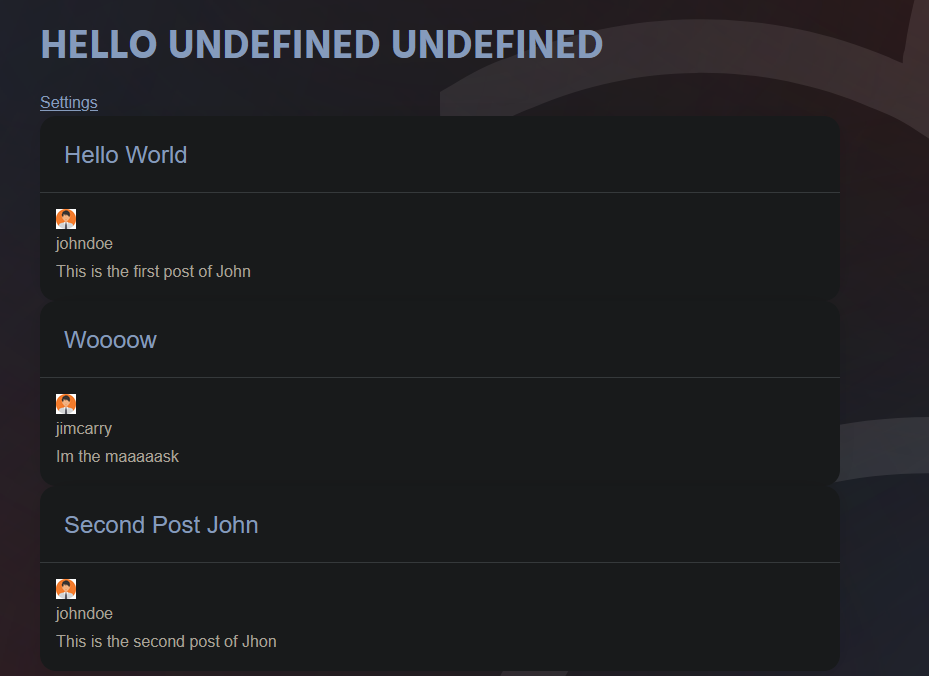 HELLO UNDEFINED UNDEFINED
Settings
Hello World
johndoe
This is the first post of John
Woooow
jimcarry
Im the maaaaask
Second Post John
johndoe
This is the second post of Jhon